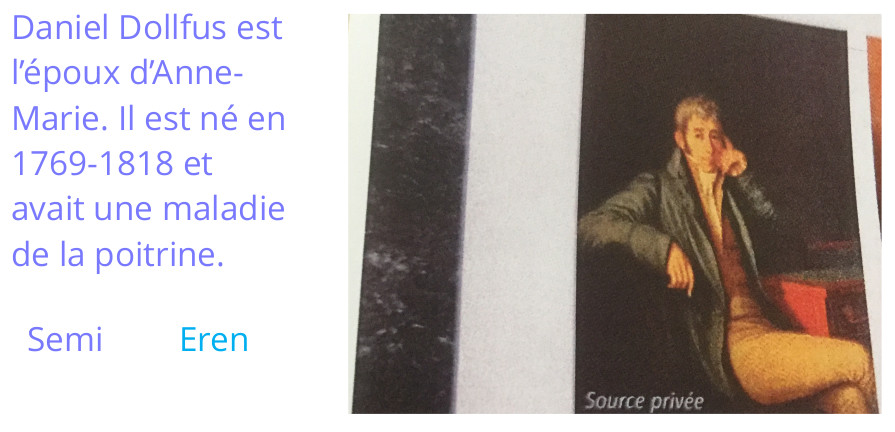 Daniel Dollfus est
l’époux d’Anne-
Marie. Il est né en
1769-1818 et
avait une maladie
de la poitrine.
Semi Eren
Source privée